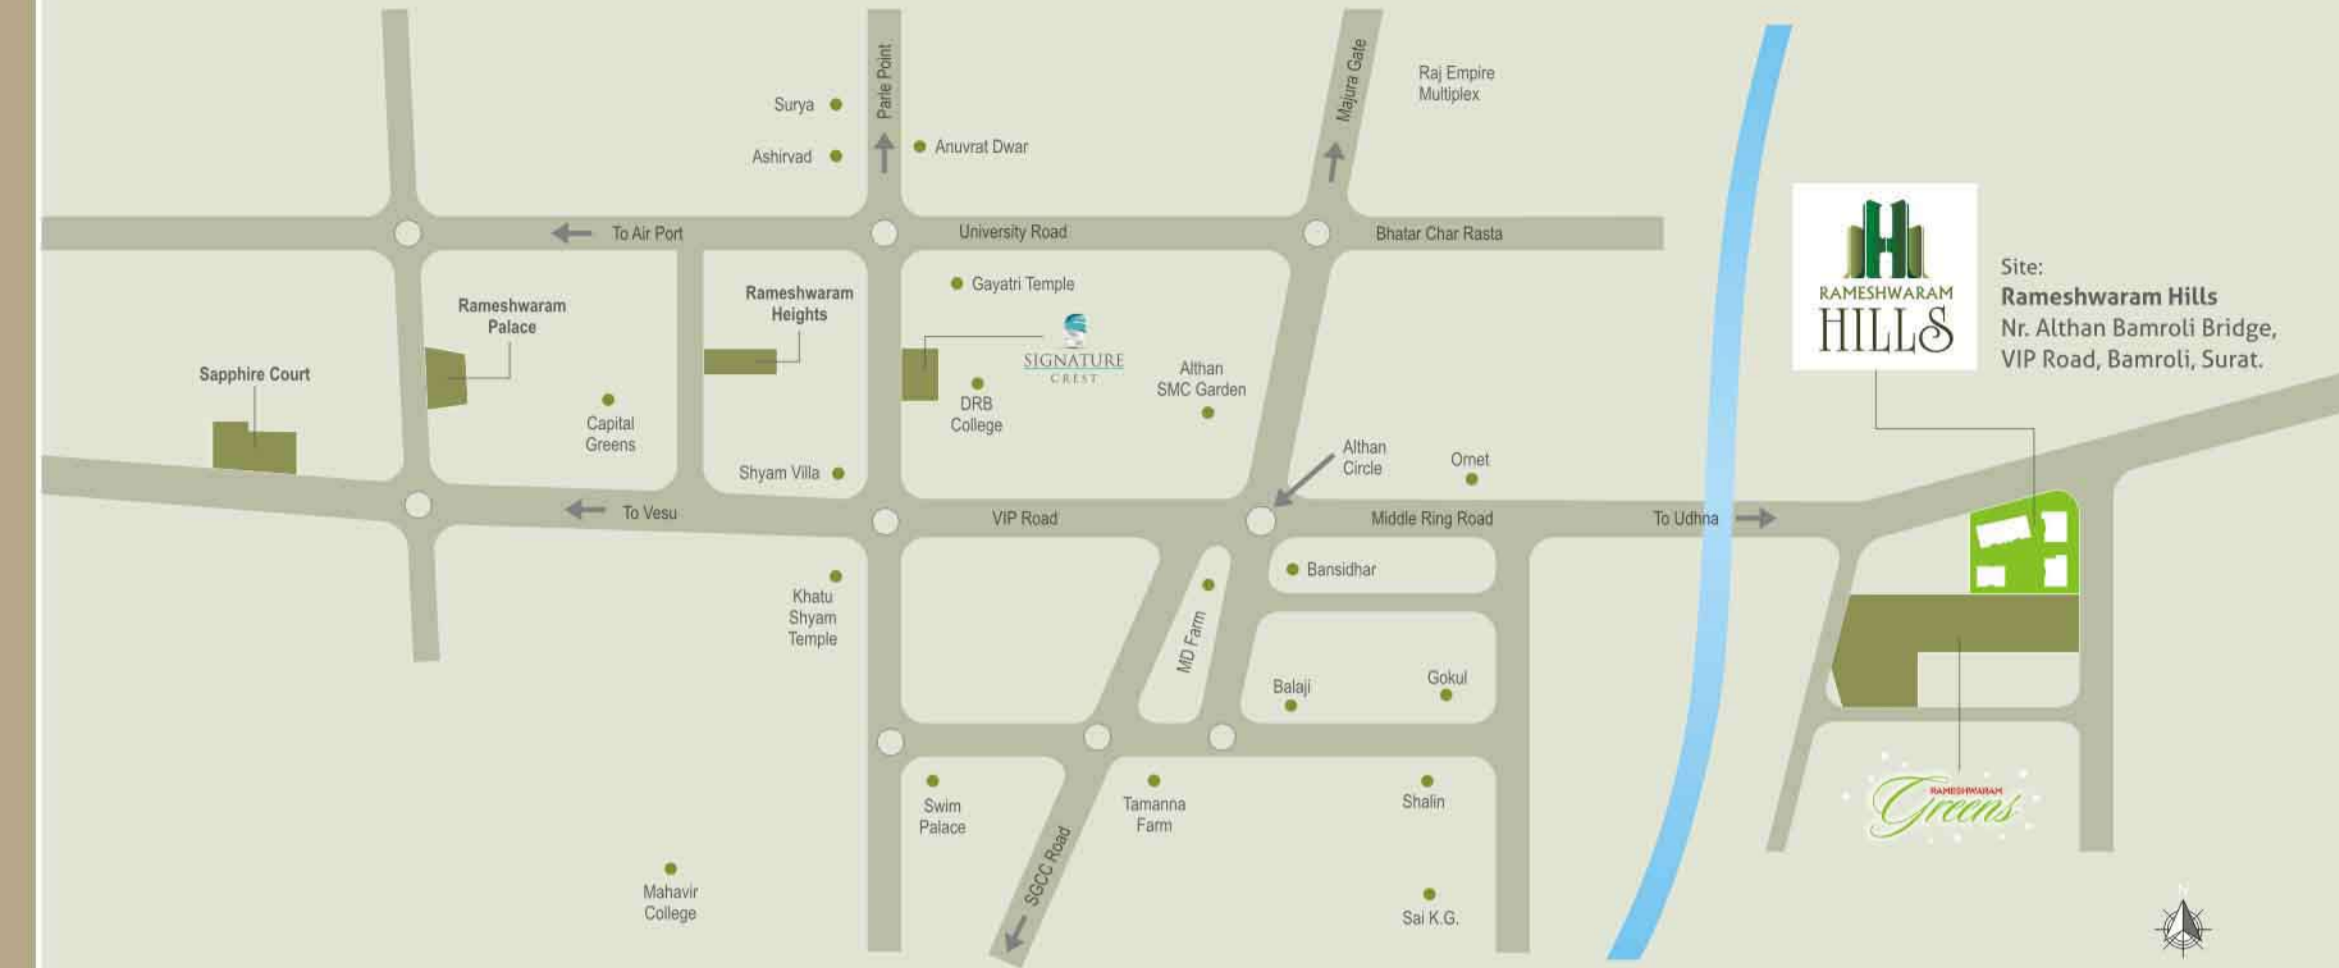 Parle Point
Majura Gate
Raj Empire
Multiplex
Surya
Ashirvad
Anuvrat Dwar
To Air Port
University Road
Bhatar Char Rasta
RAMESHWARAM
HILLS
Site:
Rameshwaram Hills
Nr. Althan Bamroli Bridge,
VIP Road, Bamroli, Surat.
Gayatri Temple
Rameshwaram
Heights
Rameshwaram
Palace
SIGNATURE
CREST
Sapphire Court
Althan
SMC Garden
DRB
College
Capital
Greens
Shyam Villa
Althan
Circle
Omet
To Vesu
VIP Road
Middle Ring Road
To Udhna
Bansidhar
Khatu
Shyam
Temple
MD Farm
Balaji
Gokul
Swim
Palace
Tamanna
Farm
Shalin
RAMESHWARAM
Greens
SGCC Road
Mahavir
College
Sai K.G.
N